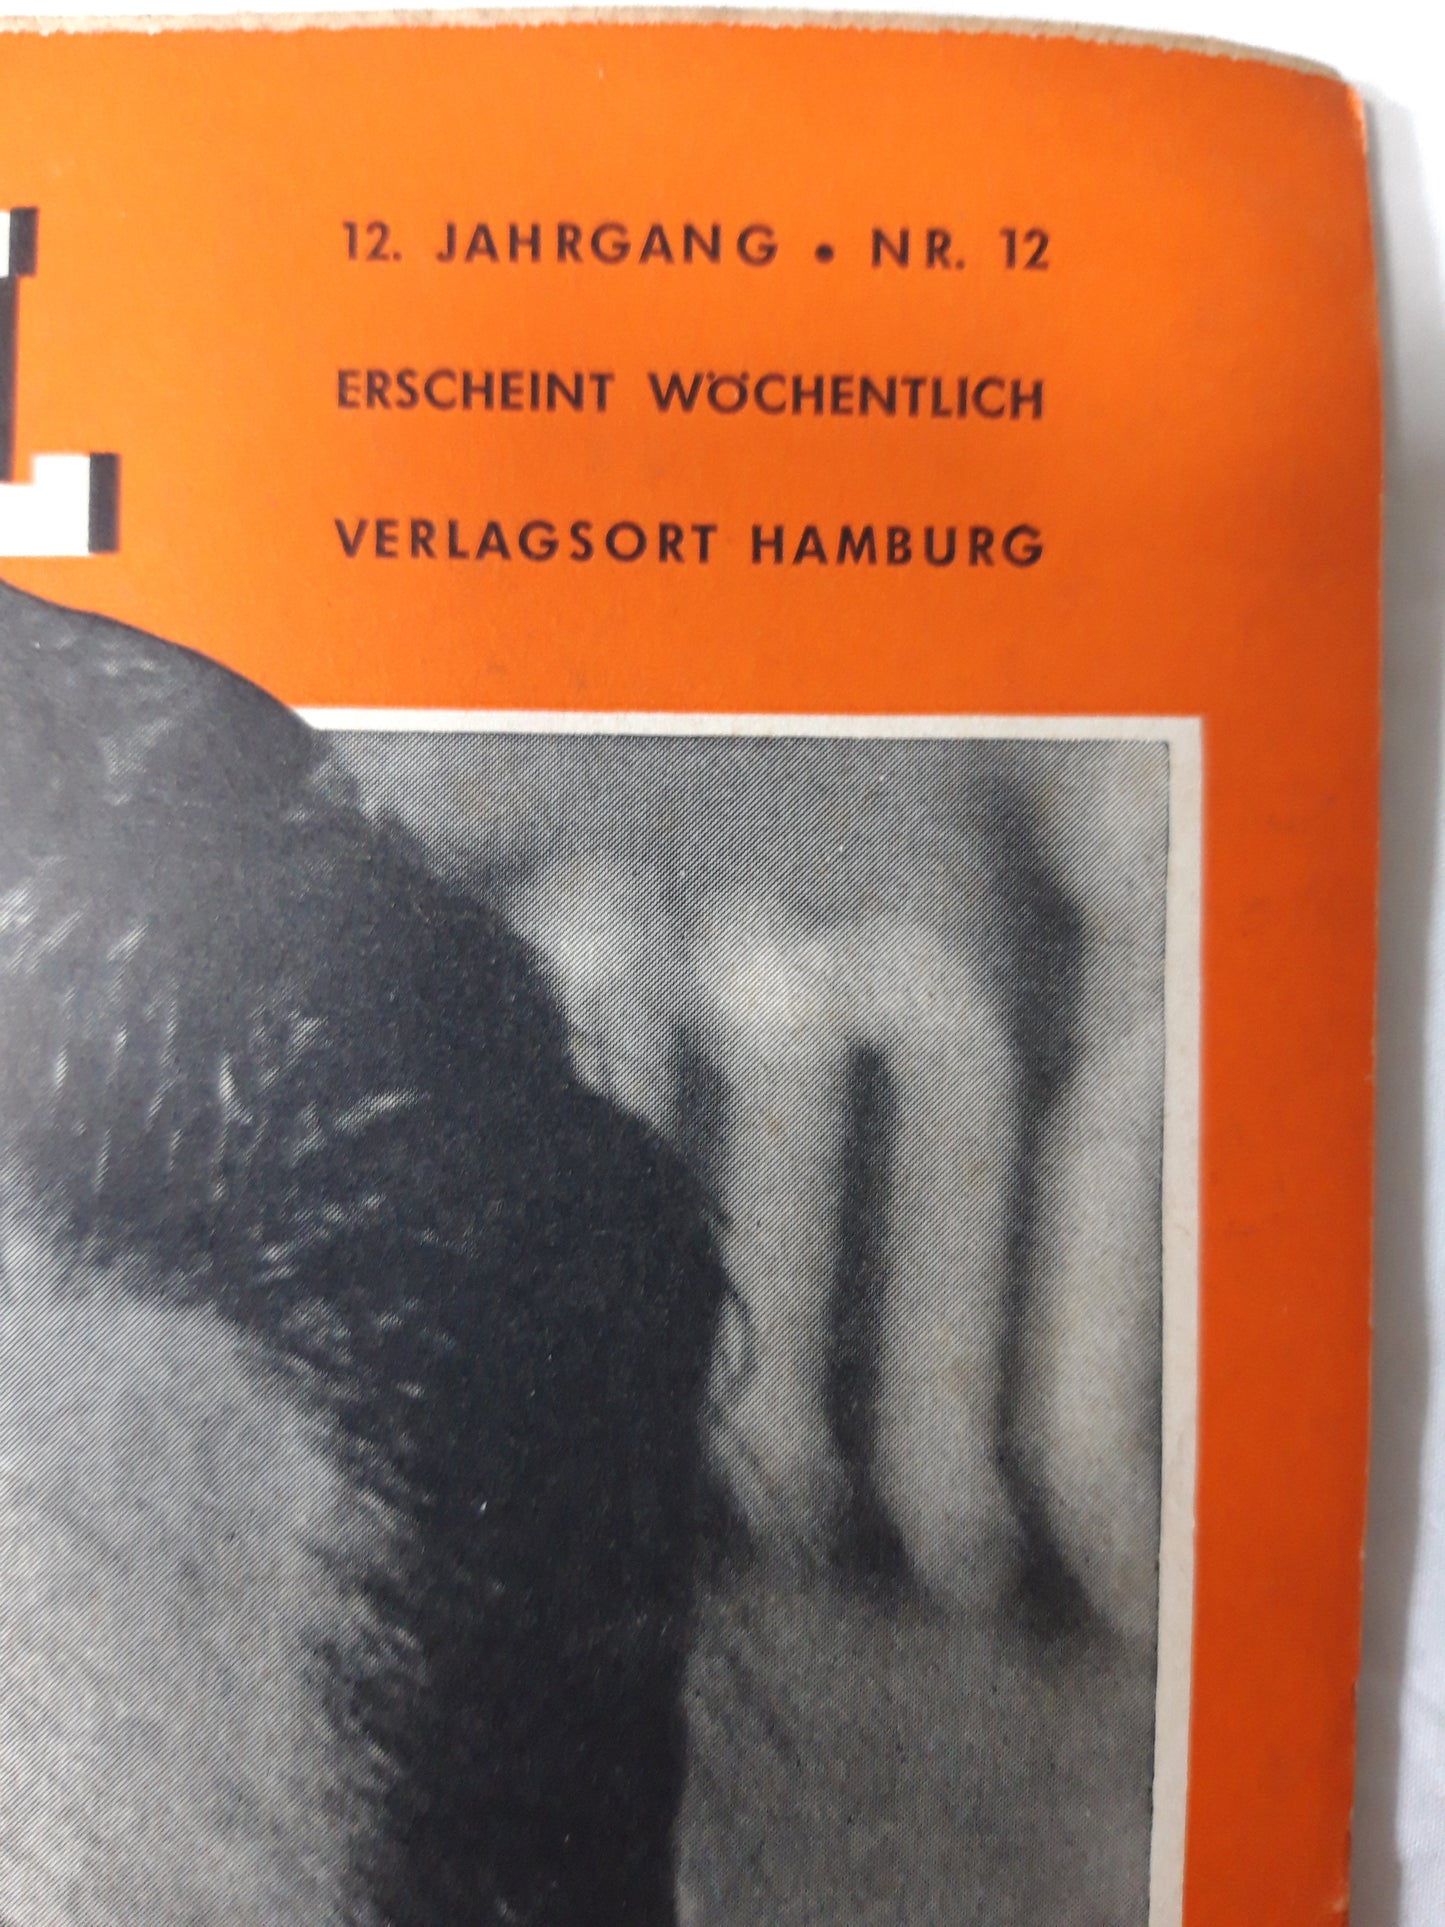 12. JAHRGANG • NR. 12
ERSCHEINT WÖCHENTLICH
VERLAGSORT HAMBURG